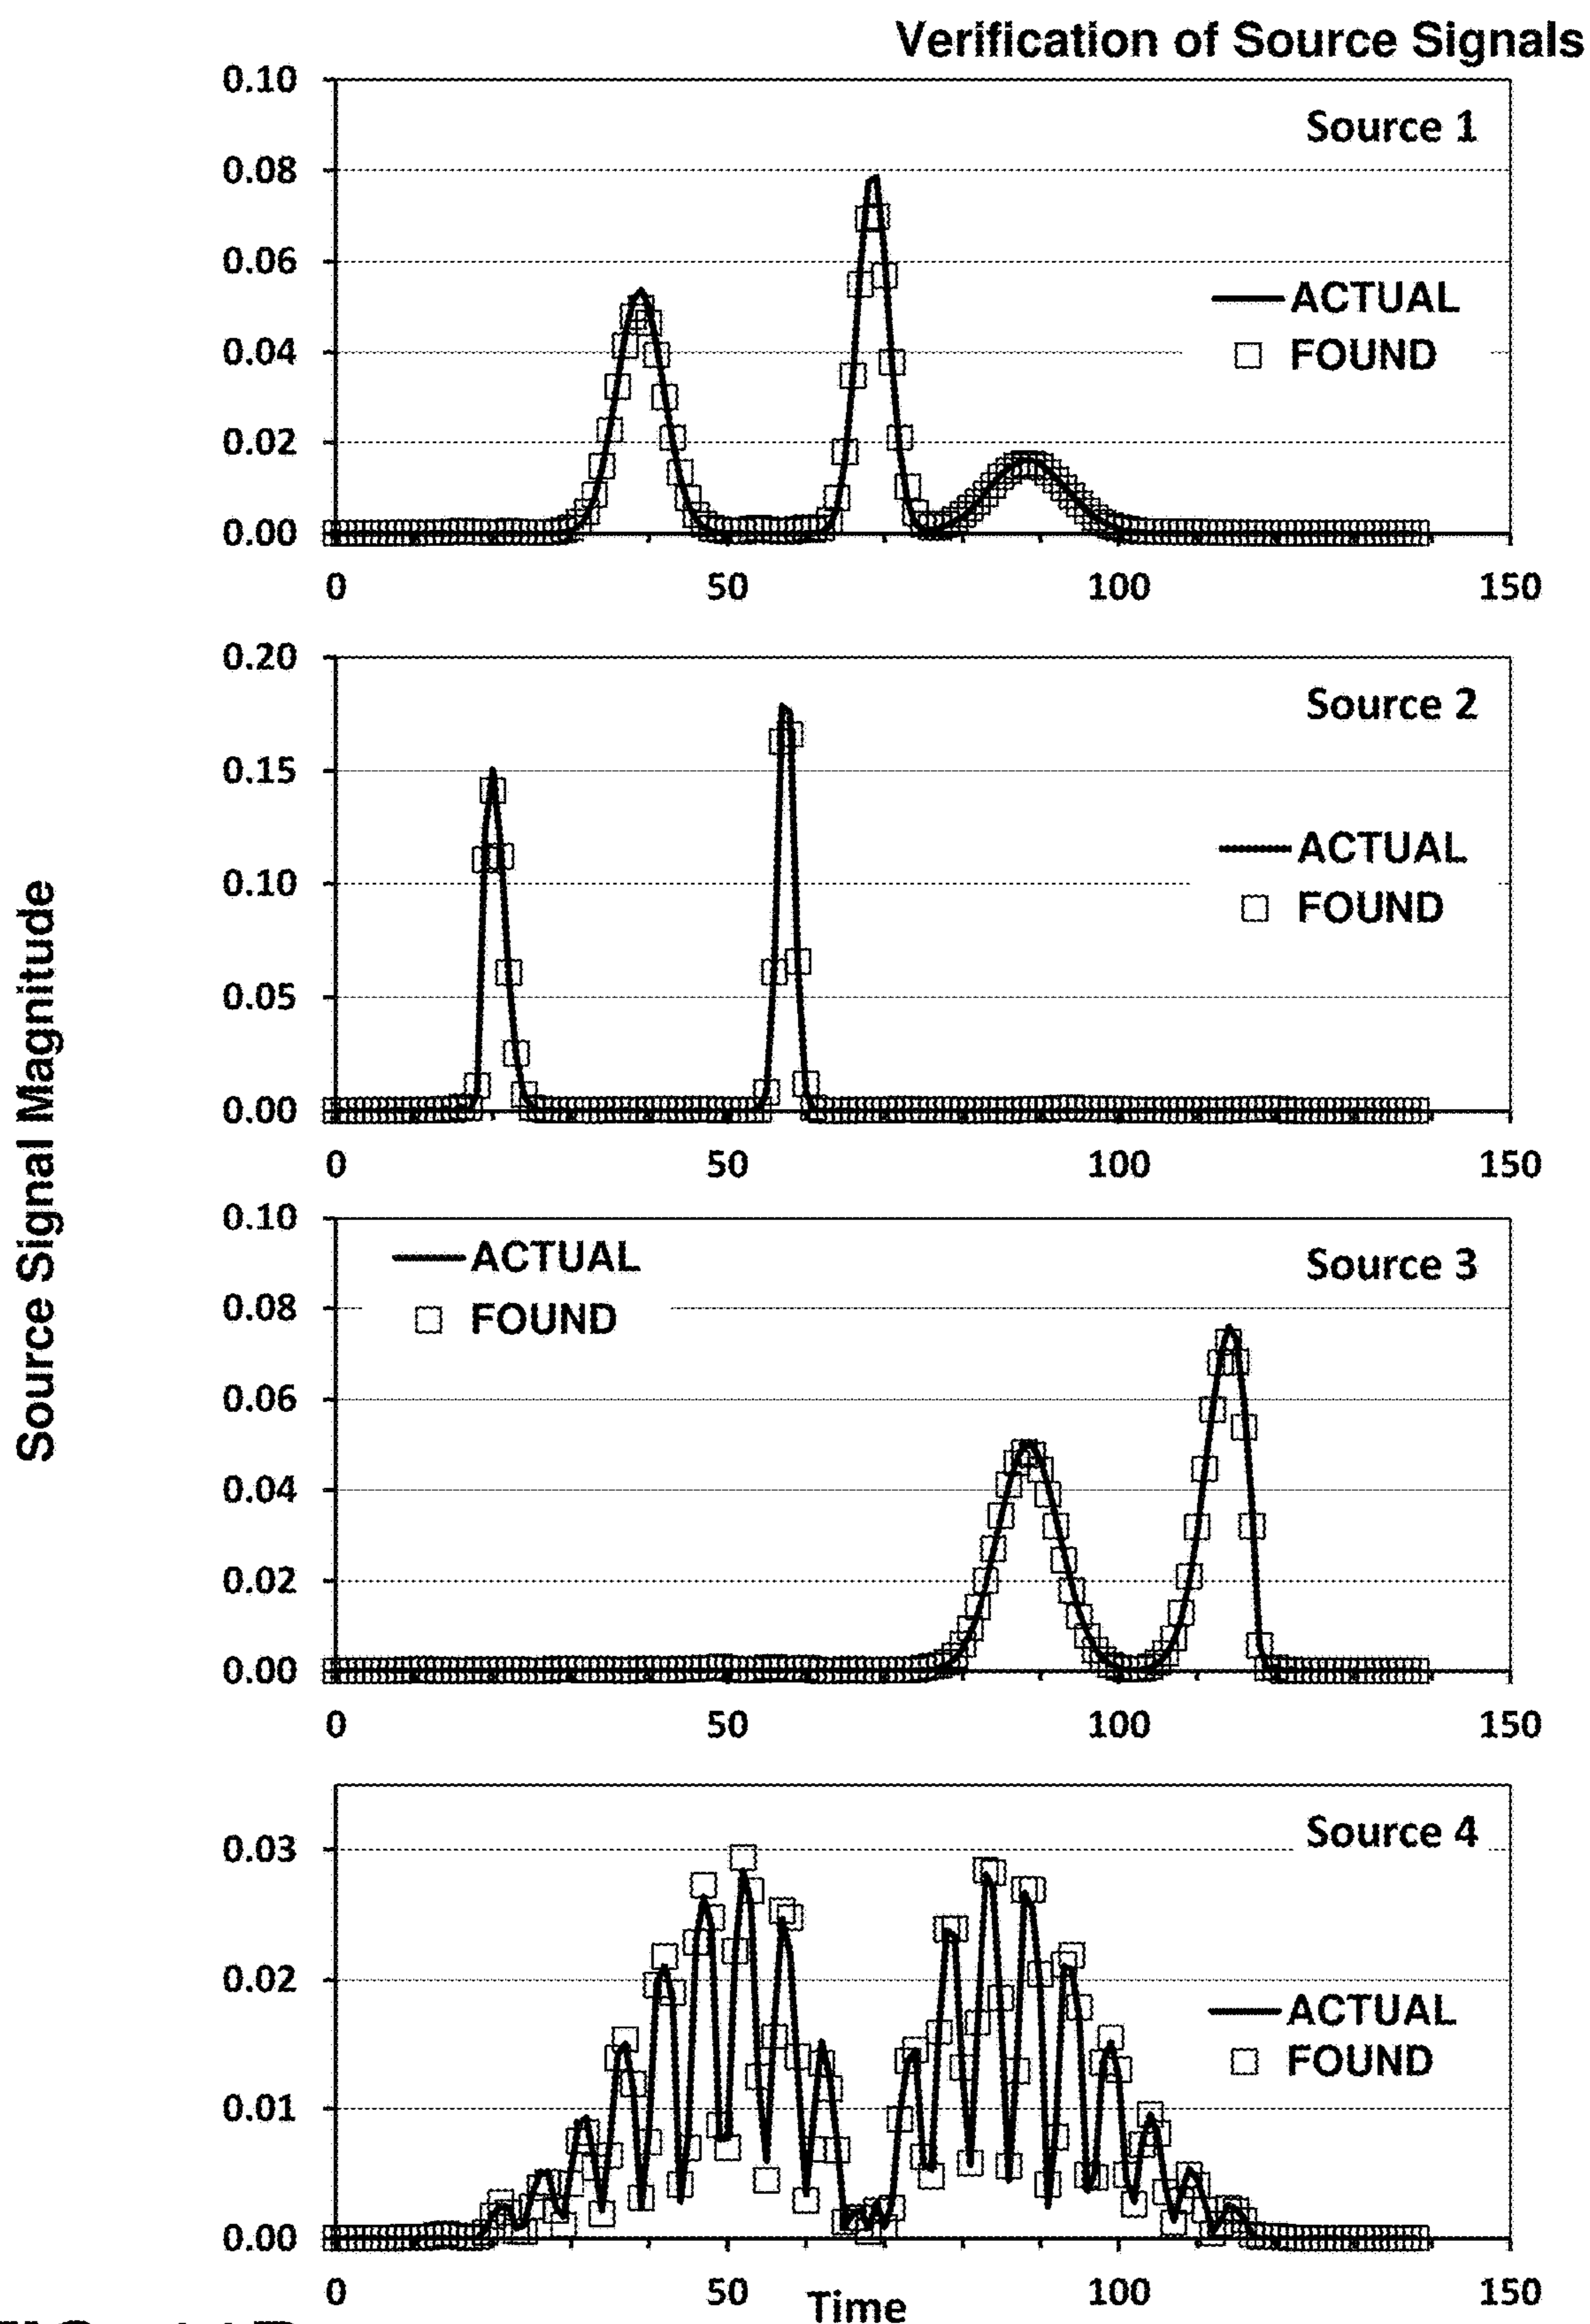 Verification of Source Signals
Source Signal Magnitude
0.10
0.08
0.06
0.04
0.02
0.00
Source 1
ACTUAL
FOUND
0 50 100 150
0.20
0.15
0.10
0.05
0.00
Source 2
ACTUAL
FOUND
0 50 100 150
0.10
0.08
0.06
0.04
0.02
0.00
ACTUAL
FOUND
Source 3
0 50 100 150
0.03
0.02
0.01
0.00
Source 4
ACTUAL
FOUND
0 50 100 150
Time